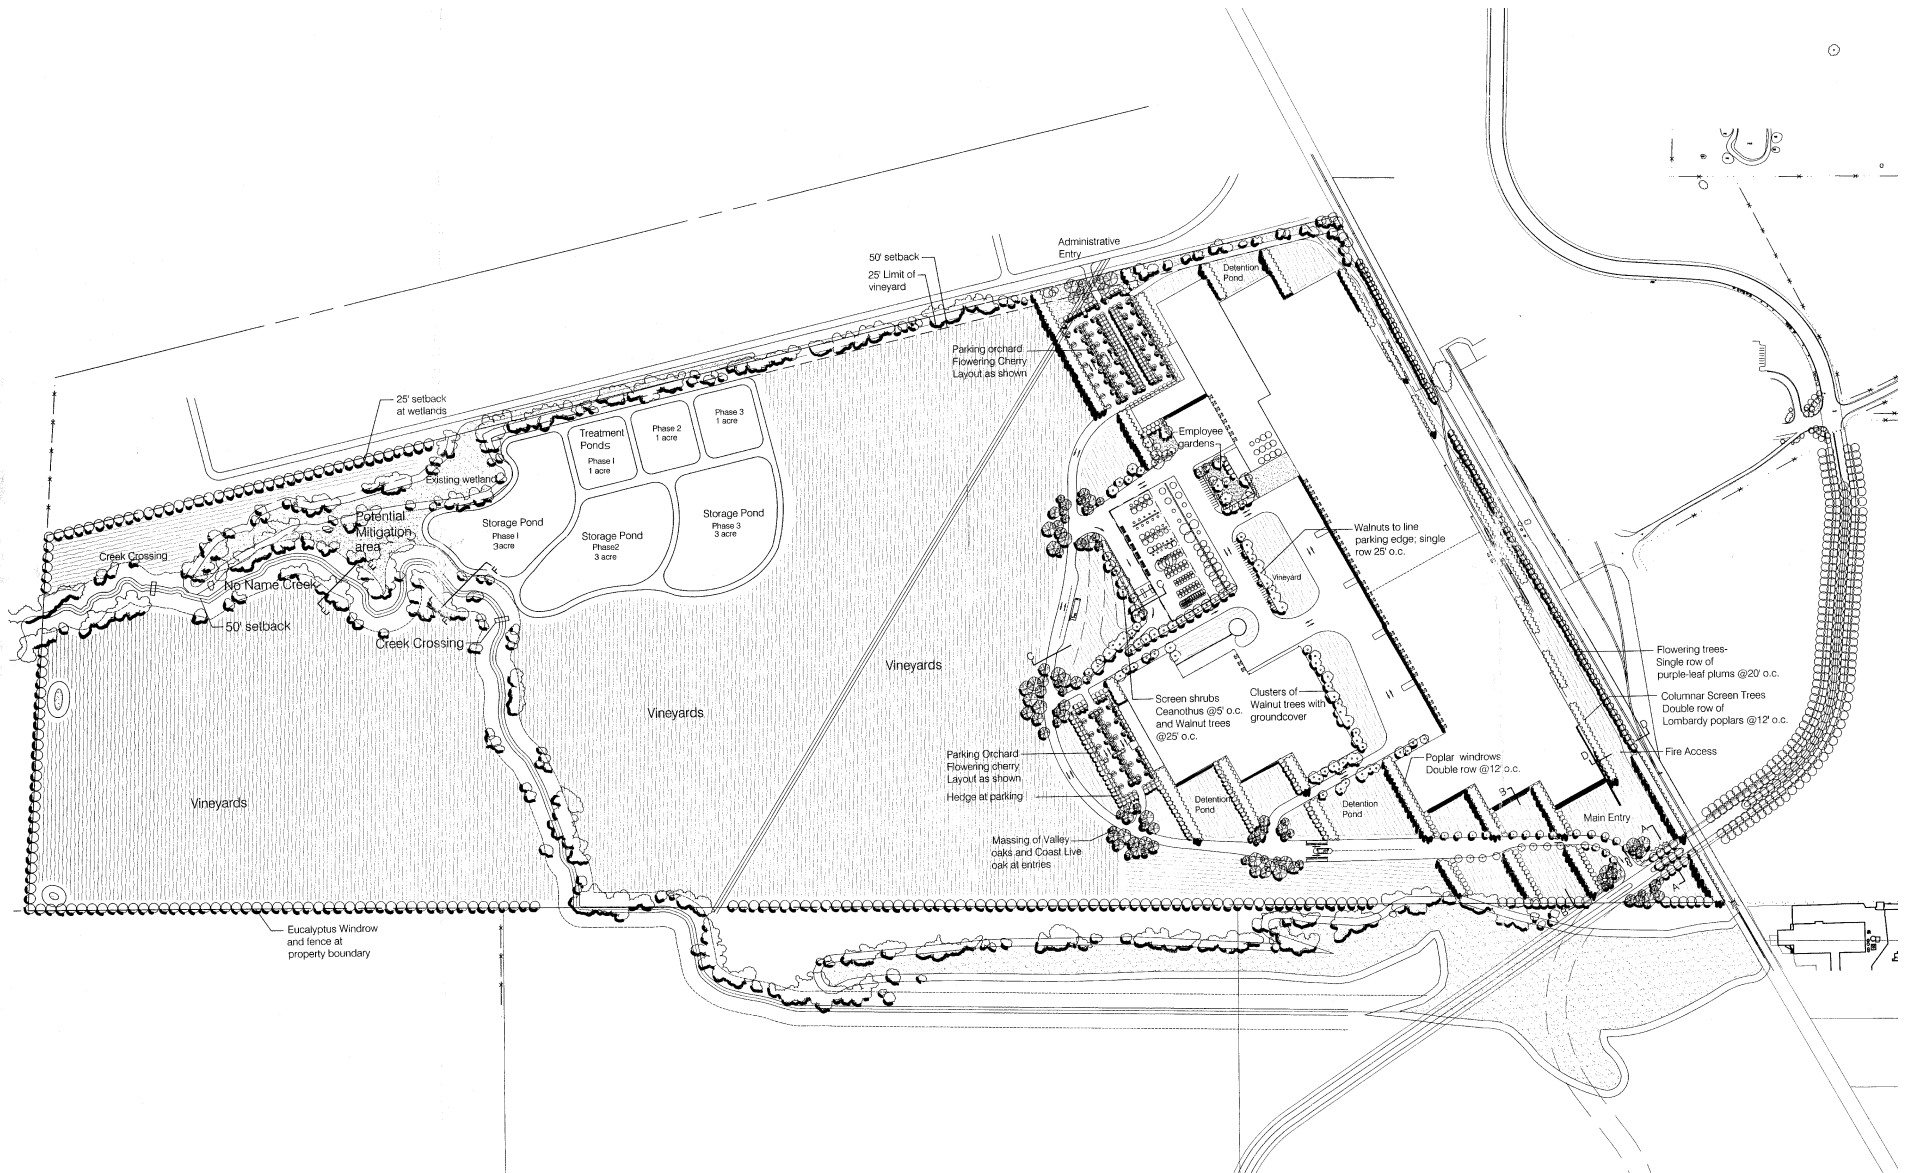 Administrative
Entry
50' setback
25' Limit of
vineyard
Detention
Pond
Parking orchard
Flowering Cherry
Layout as shown
25' setback
at wetlands
Treatment
Ponds
Phase I
1 acre
Phase 2
1 acre
Phase 3
1 acre
Employee
gardens
Existing wetland
Storage Pond
Phase I
3acre
Storage Pond
Phase2
3 acre
Storage Pond
Phase 3
3 acre
Potential
Mitigation
area
Creek Crossing
No Name Creek
50' setback
Creek Crossing
Walnuts to line
parking edge; single
row 25' o.c.
Vineyard
Vineyards
Vineyards
Vineyards
Screen shrubs
Ceanothus @5' o.c.
and Walnut trees
@25' o.c.
Clusters of
Walnut trees with
groundcover
Flowering trees-
Single row of
purple-leaf plums @20' o.c.
Columnar Screen Trees
Double row of
Lombardy poplars @12' o.c.
Fire Access
Parking Orchard
Flowering cherry
Layout as shown
Hedge at parking
Poplar windrows
Double row @12' o.c.
Detention
Pond
Detention
Pond
Main Entry
Massing of Valley
oaks and Coast Live
oak at entries
Eucalyptus Windrow
and fence at
property boundary